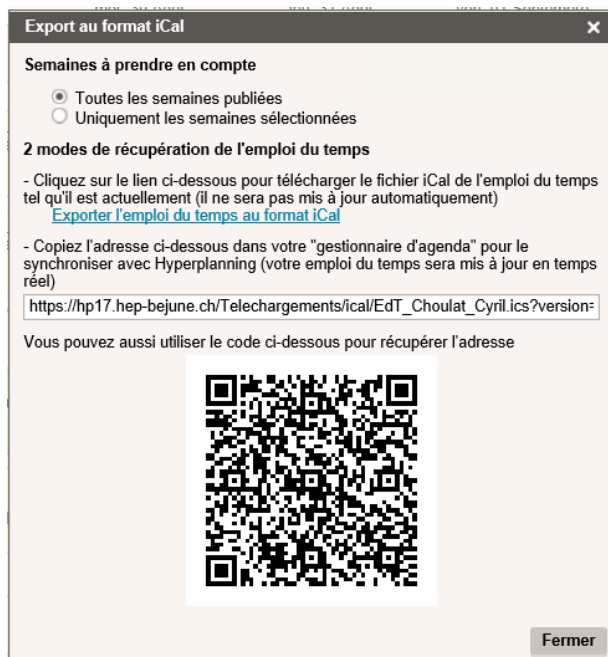 Export au format iCal
Semaines à prendre en compte
Toutes les semaines publiées
Uniquement les semaines sélectionnées
2 modes de récupération de l'emploi du temps
- Cliquez sur le lien ci-dessous pour télécharger le fichier iCal de l'emploi du temps
tel qu'il est actuellement (il ne sera pas mis à jour automatiquement)
Exporter l'emploi du temps au format iCal
- Copiez l'adresse ci-dessous dans votre "gestionnaire d'agenda" pour le
synchroniser avec Hyperplanning (votre emploi du temps sera mis à jour en temps
réel)
https://hp17.hep-bejune.ch/Telechargements/ical/EdT_Choulat_Cyril.ics?version=
Vous pouvez aussi utiliser le code ci-dessous pour récupérer l'adresse
Fermer